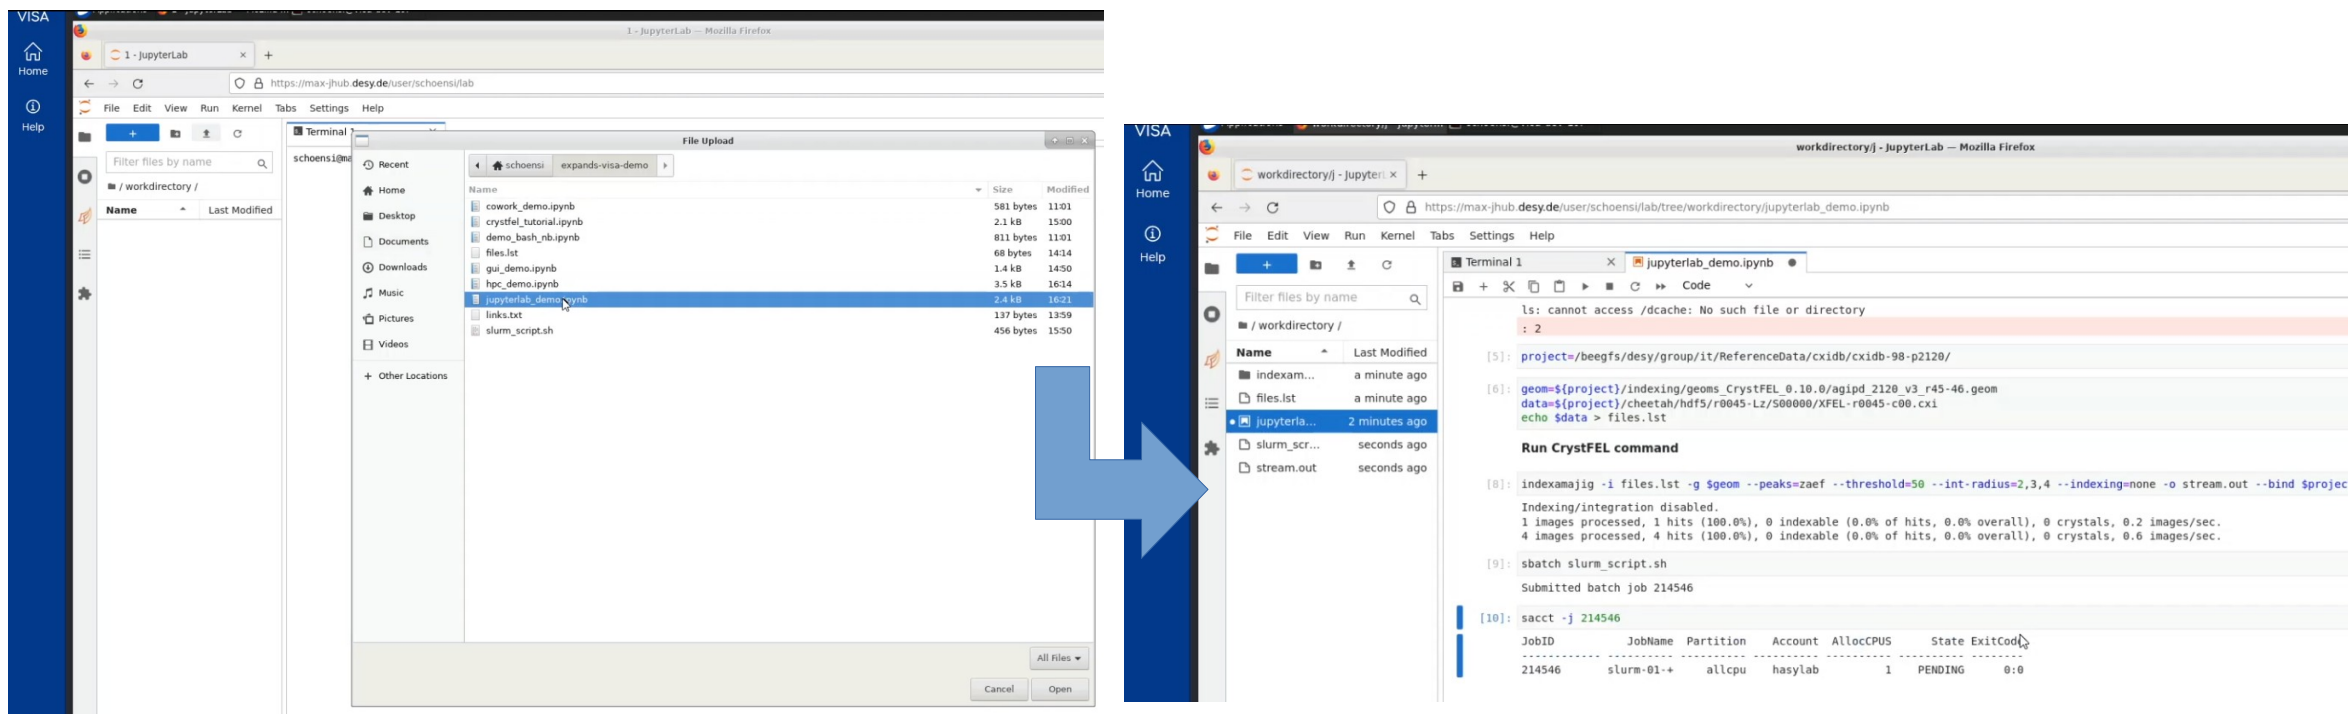 VISA
Home
Help
1 - JupyterLab — Mozilla Firefox
1 - JupyterLab × +
https://max-jhub.desy.de/user/schoensi/lab
File Edit View Run Kernel Tabs Settings Help
+
Filter files by name
/ workdirectory /
Name Last Modified
Terminal 1
schoensi@ma
File Upload
Recent
Home
Desktop
Documents
Downloads
Music
Pictures
Videos
+ Other Locations
schoensi expands-visa-demo
Name Size Modified
cowork_demo.ipynb 581 bytes 11:01
crystfel_tutorial.ipynb 2.1 kB 15:00
demo_bash_nb.ipynb 811 bytes 11:01
files.lst 68 bytes 14:14
gui_demo.ipynb 1.4 kB 14:50
hpc_demo.ipynb 3.5 kB 16:14
jupyterlab_demo.ipynb 2.4 kB 16:21
links.txt 137 bytes 13:59
slurm_script.sh 456 bytes 15:50
All Files
Cancel Open
VISA
Home
Help
workdirectory/j - JupyterLab — Mozilla Firefox
workdirectory/j - Jupyter × +
https://max-jhub.desy.de/user/schoensi/lab/tree/workdirectory/jupyterlab_demo.ipynb
File Edit View Run Kernel Tabs Settings Help
+
Filter files by name
/ workdirectory /
Name Last Modified
indexam... a minute ago
files.lst a minute ago
jupyterla... 2 minutes ago
slurm_scr... seconds ago
stream.out seconds ago
Terminal 1 × jupyterlab_demo.ipynb
Code
ls: cannot access /dcache: No such file or directory
: 2
[5]: project=/beegfs/desy/group/it/ReferenceData/cxidb/cxidb-98-p2120/
[6]: geom=${project}/indexing/geoms_CrystFEL_0.10.0/agipd_2120_v3_r45-46.geom
data=${project}/cheetah/hdf5/r0045-Lz/S00000/XFEL-r0045-c00.cxi
echo $data > files.lst
Run CrystFEL command
[8]: indexamajig -i files.lst -g $geom --peaks=zaef --threshold=50 --int-radius=2,3,4 --indexing=none -o stream.out --bind $projec
Indexing/integration disabled.
1 images processed, 1 hits (100.0%), 0 indexable (0.0% of hits, 0.0% overall), 0 crystals, 0.2 images/sec.
4 images processed, 4 hits (100.0%), 0 indexable (0.0% of hits, 0.0% overall), 0 crystals, 0.6 images/sec.
[9]: sbatch slurm_script.sh
Submitted batch job 214546
[10]: sacct -j 214546
JobID JobName Partition Account AllocCPUS State ExitCode
------------ ---------- ---------- ---------- ---------- ---------- --------
214546 slurm-01-+ allcpu hasylab 1 PENDING 0:0